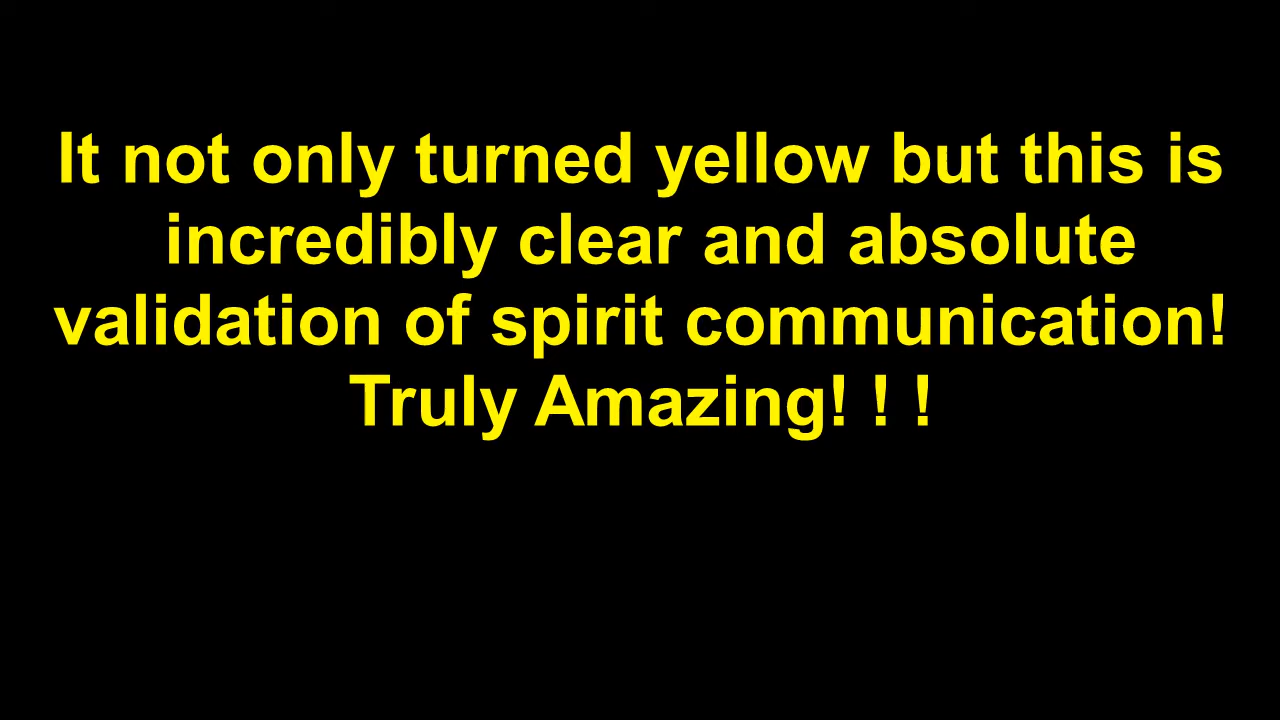 It not only turned yellow but this is
incredibly clear and absolute
validation of spirit communication!
Truly Amazing! ! !